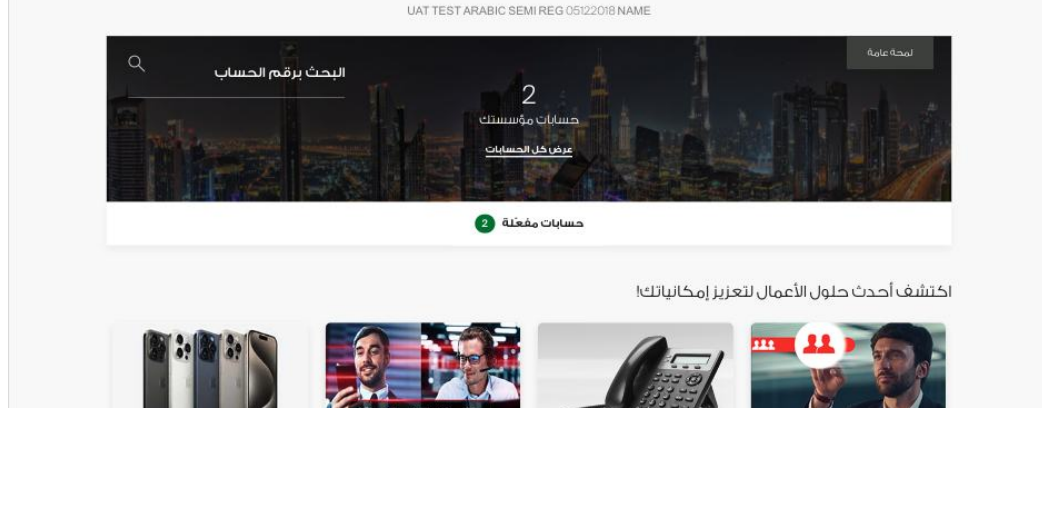 UAT TEST ARABIC SEMI REG 05122018 NAME
لمحة عامة
البحث برقم الحساب
2
حسابات مؤسستك
عرض كل الحسابات
حسابات مفعّلة 2
اكتشف أحدث حلول الأعمال لتعزيز إمكانياتك!